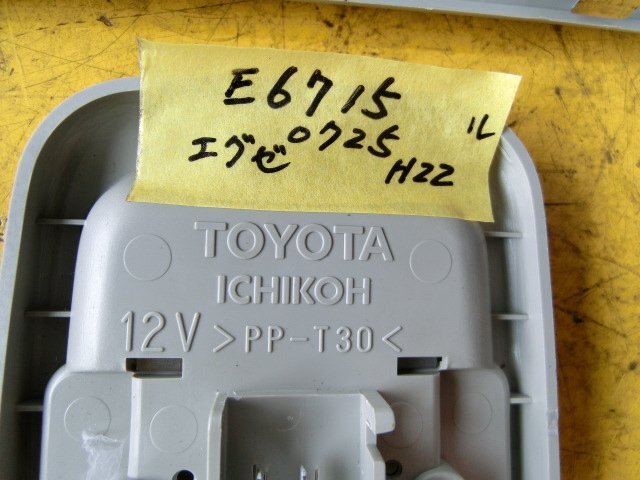 E6715
エグゼ 0725 ル
H22
TOYOTA
ICHIKOH
12V >PP-T30<